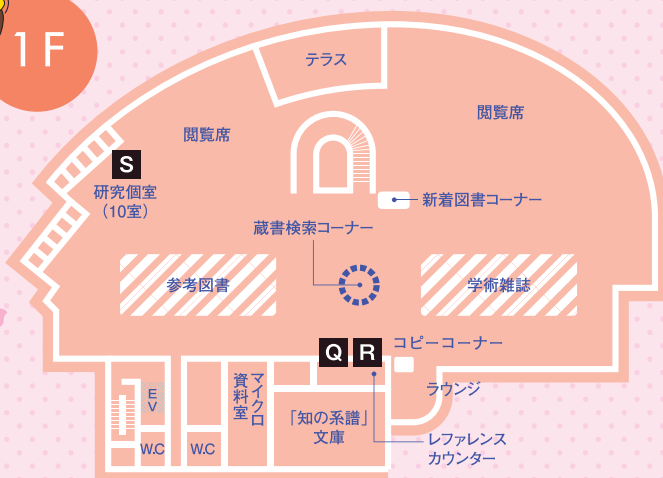 1F
テラス
閲覧席
閲覧席
S
研究個室
（10室）
新着図書コーナー
蔵書検索コーナー
参考図書
学術雑誌
Q R
コピーコーナー
EV
マイクロ
資料室
ラウンジ
「知の系譜」
文庫
レファレンス
カウンター
W.C
W.C